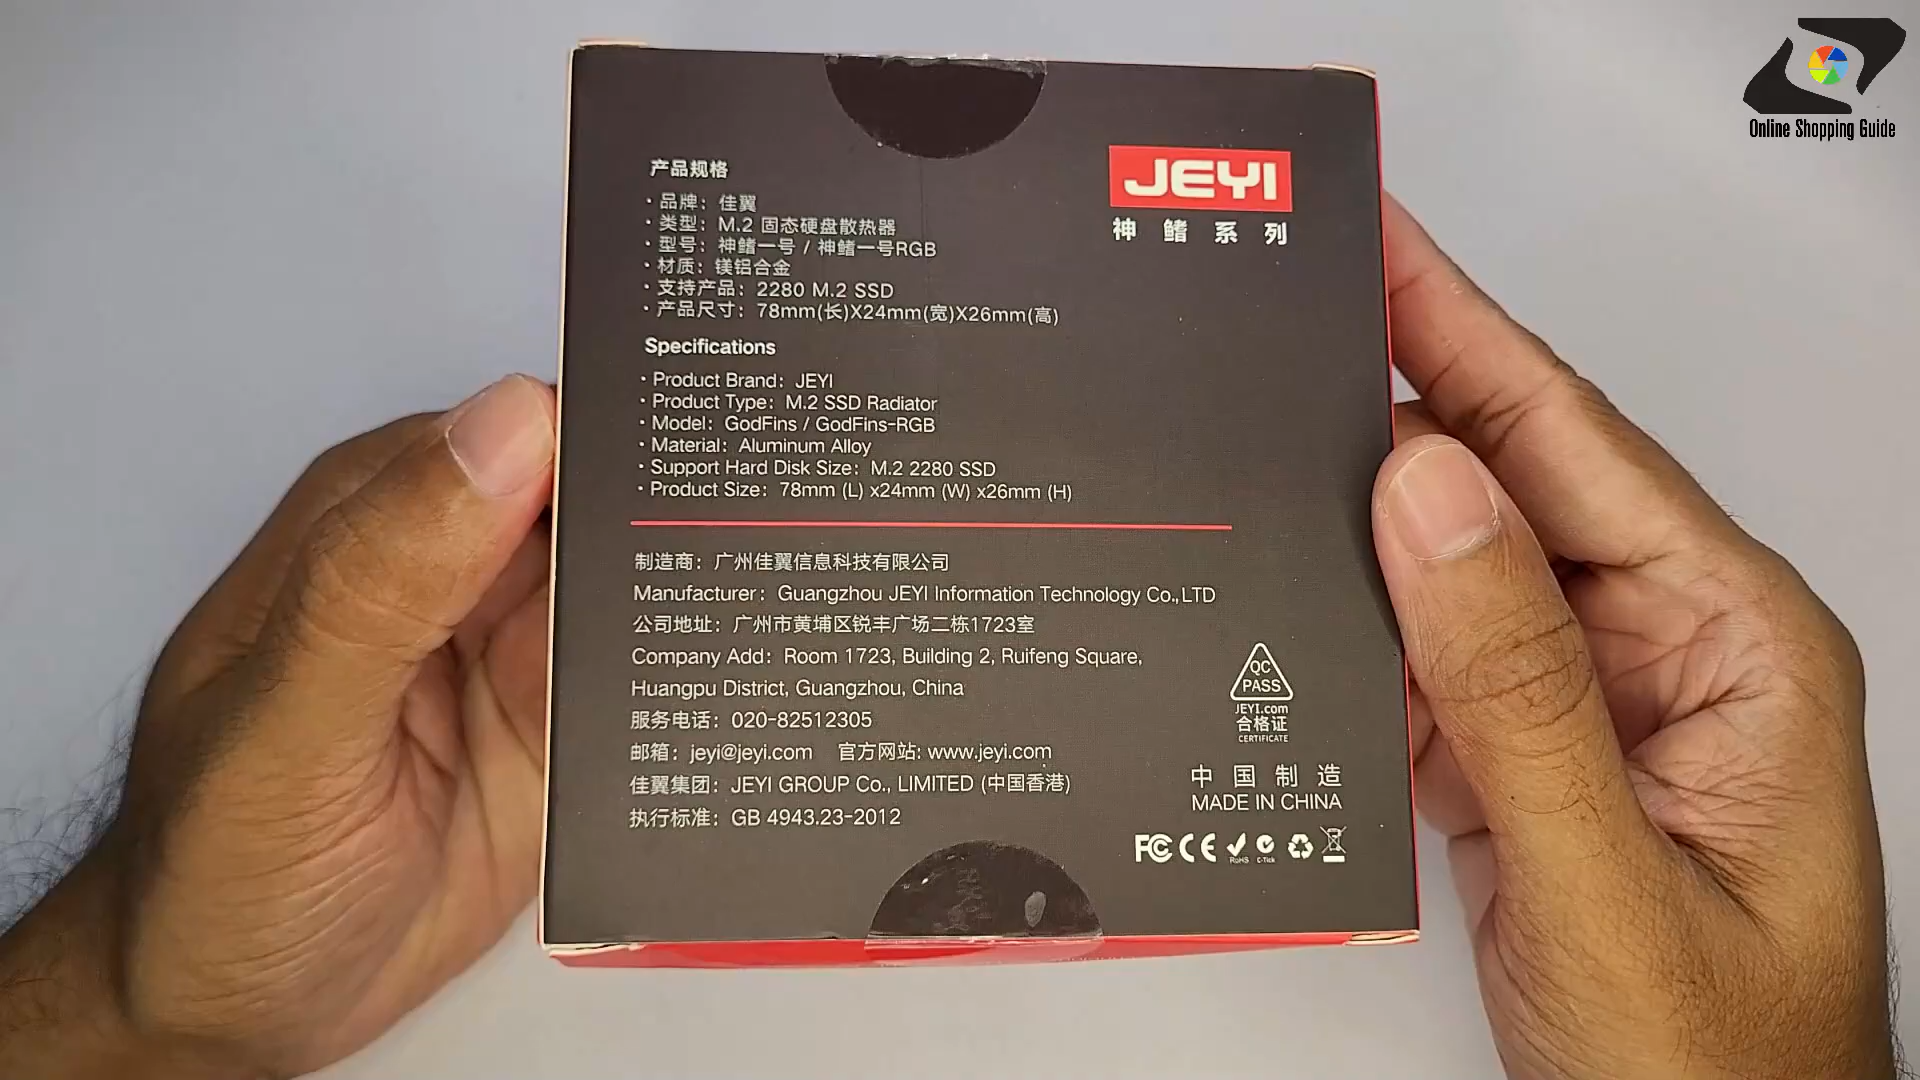 Online Shopping Guide
JEYI
神鳍系列
产品规格
·品牌：佳翼
·类型：M.2 固态硬盘散热器
·型号：神鳍一号 / 神鳍一号RGB
·材质：镁铝合金
·支持产品：2280 M.2 SSD
·产品尺寸：78mm(长)X24mm(宽)X26mm(高)
Specifications
·Product Brand：JEYI
·Product Type：M.2 SSD Radiator
·Model：GodFins / GodFins-RGB
·Material：Aluminum Alloy
·Support Hard Disk Size：M.2 2280 SSD
·Product Size：78mm (L) x24mm (W) x26mm (H)
制造商：广州佳翼信息科技有限公司
Manufacturer：Guangzhou JEYI Information Technology Co.,LTD
公司地址：广州市黄埔区锐丰广场二栋1723室
Company Add：Room 1723, Building 2, Ruifeng Square,
Huangpu District, Guangzhou, China
服务电话：020-82512305
邮箱：jeyi@jeyi.com 官方网站: www.jeyi.com
佳翼集团：JEYI GROUP Co., LIMITED (中国香港)
执行标准：GB 4943.23-2012
QC
PASS
JEYI.com
合格证
CERTIFICATE
中国制造
MADE IN CHINA
FC CE RoHS C-Tick